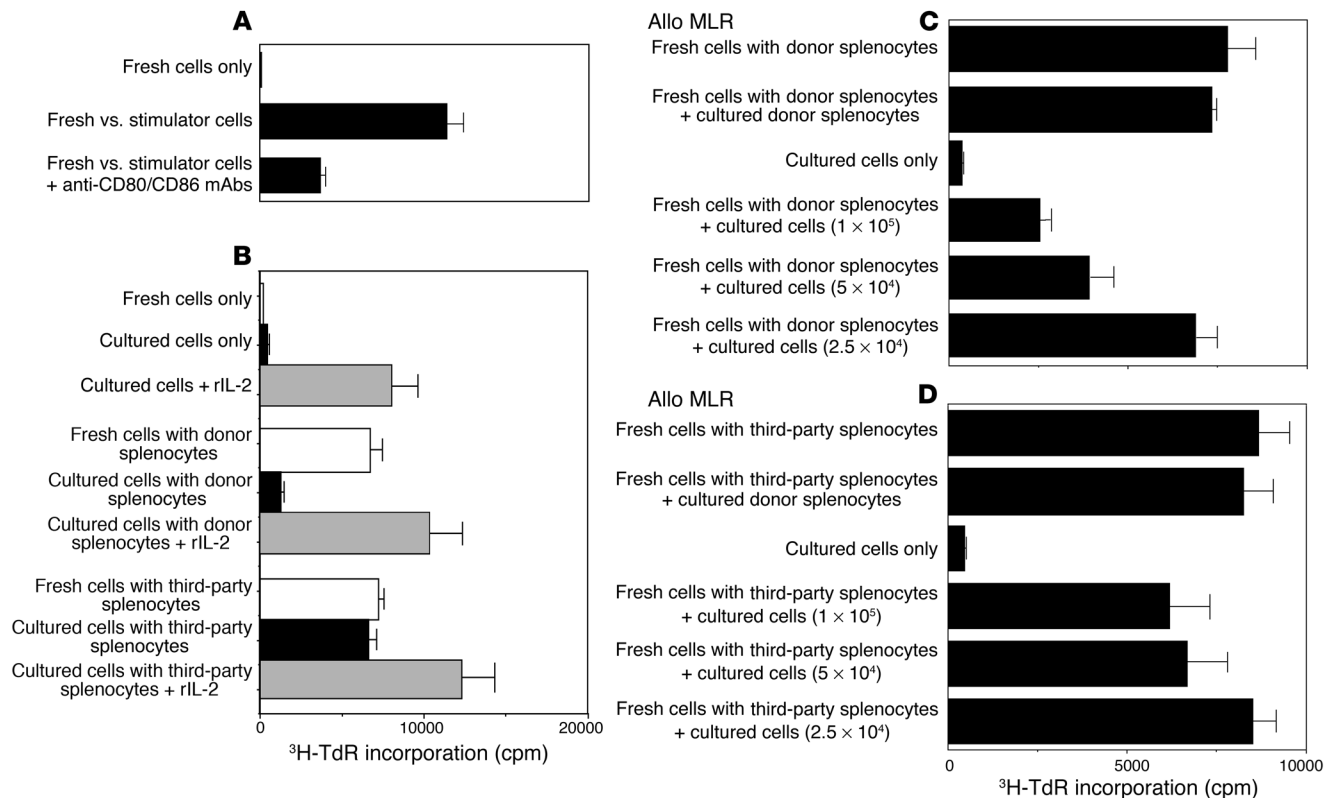 A
Fresh cells only
Fresh vs. stimulator cells
Fresh vs. stimulator cells
+ anti-CD80/CD86 mAbs
B
Fresh cells only
Cultured cells only
Cultured cells + rIL-2
Fresh cells with donor
splenocytes
Cultured cells with donor
splenocytes
Cultured cells with donor
splenocytes + rIL-2
Fresh cells with third-party
splenocytes
Cultured cells with third-party
splenocytes
Cultured cells with third-party
splenocytes + rIL-2
0 10000 20000
³H-TdR incorporation (cpm)
Allo MLR
C
Fresh cells with donor splenocytes
Fresh cells with donor splenocytes
+ cultured donor splenocytes
Cultured cells only
Fresh cells with donor splenocytes
+ cultured cells (1 × 10⁵)
Fresh cells with donor splenocytes
+ cultured cells (5 × 10⁴)
Fresh cells with donor splenocytes
+ cultured cells (2.5 × 10⁴)
Allo MLR
D
Fresh cells with third-party splenocytes
Fresh cells with third-party splenocytes
+ cultured donor splenocytes
Cultured cells only
Fresh cells with third-party splenocytes
+ cultured cells (1 × 10⁵)
Fresh cells with third-party splenocytes
+ cultured cells (5 × 10⁴)
Fresh cells with third-party splenocytes
+ cultured cells (2.5 × 10⁴)
0 5000 10000
³H-TdR incorporation (cpm)